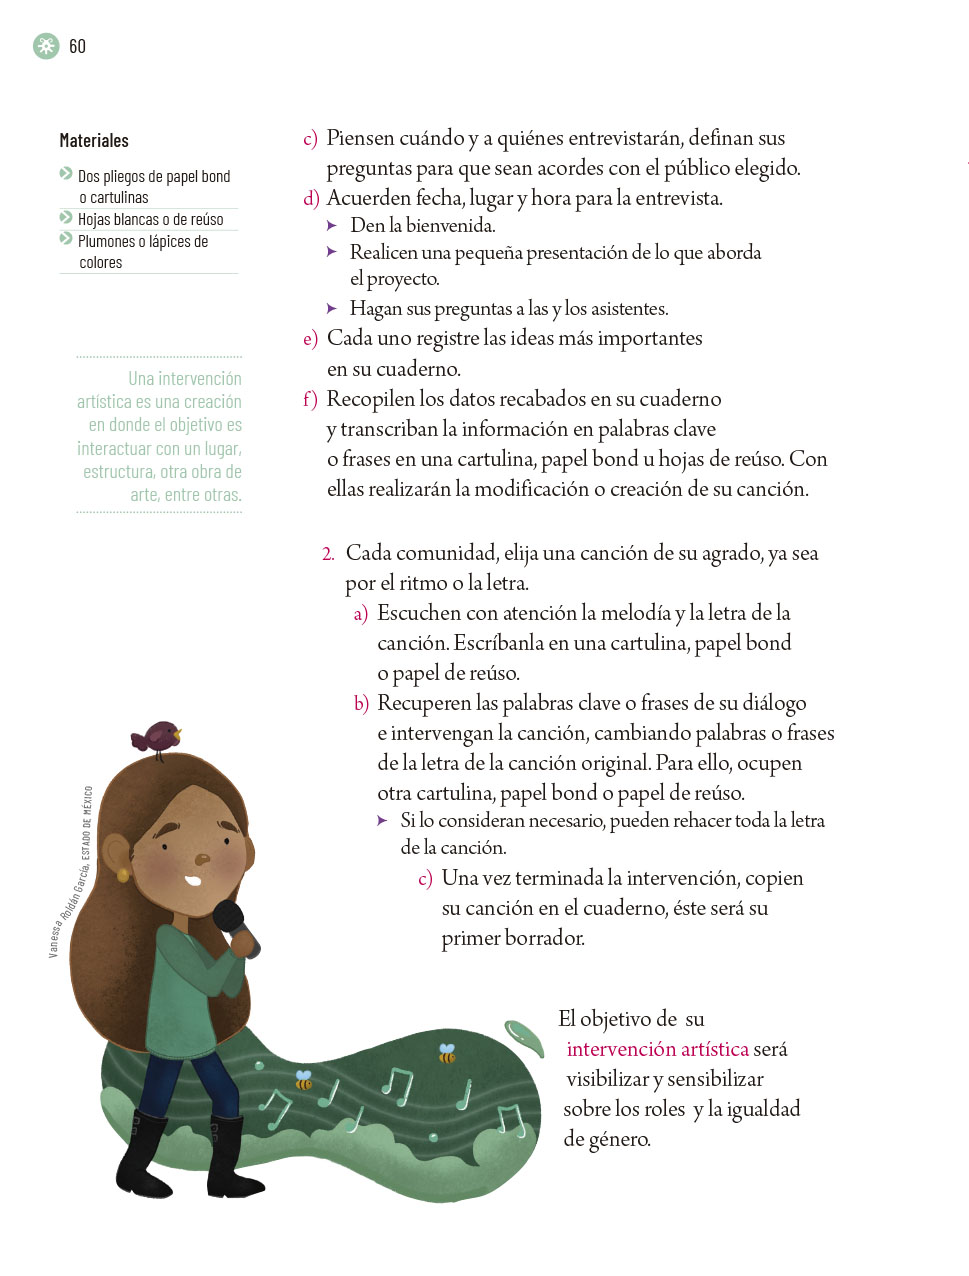 60
Materiales
Dos pliegos de papel bond
o cartulinas
Hojas blancas o de reúso
Plumones o lápices de
colores
Una intervención
artística es una creación
en donde el objetivo es
interactuar con un lugar,
estructura, otra obra de
arte, entre otras.
c) Piensen cuándo y a quiénes entrevistarán, definan sus
preguntas para que sean acordes con el público elegido.
d) Acuerden fecha, lugar y hora para la entrevista.
Den la bienvenida.
Realicen una pequeña presentación de lo que aborda
el proyecto.
Hagan sus preguntas a las y los asistentes.
e) Cada uno registre las ideas más importantes
en su cuaderno.
f) Recopilen los datos recabados en su cuaderno
y transcriban la información en palabras clave
o frases en una cartulina, papel bond u hojas de reúso. Con
ellas realizarán la modificación o creación de su canción.
2. Cada comunidad, elija una canción de su agrado, ya sea
por el ritmo o la letra.
a) Escuchen con atención la melodía y la letra de la
canción. Escríbanla en una cartulina, papel bond
o papel de reúso.
b) Recuperen las palabras clave o frases de su diálogo
e intervengan la canción, cambiando palabras o frases
de la letra de la canción original. Para ello, ocupen
otra cartulina, papel bond o papel de reúso.
Si lo consideran necesario, pueden rehacer toda la letra
de la canción.
c) Una vez terminada la intervención, copien
su canción en el cuaderno, éste será su
primer borrador.
Vanessa Roldán García, ESTADO DE MÉXICO
El objetivo de su
intervención artística será
visibilizar y sensibilizar
sobre los roles y la igualdad
de género.